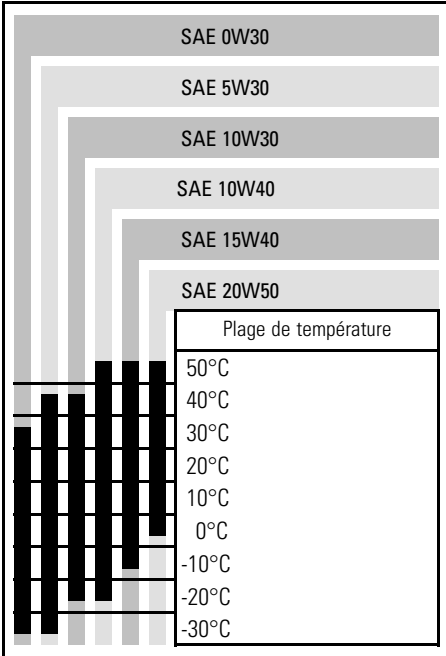 SAE 0W30
SAE 5W30
SAE 10W30
SAE 10W40
SAE 15W40
SAE 20W50
Plage de température
50°C
40°C
30°C
20°C
10°C
0°C
-10°C
-20°C
-30°C